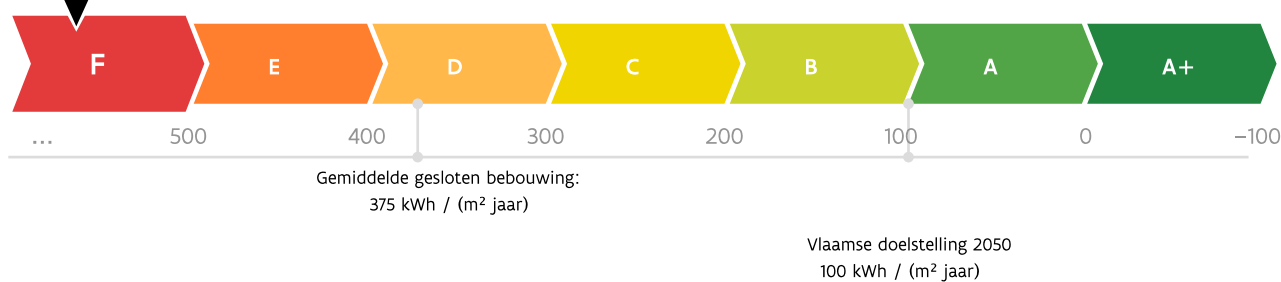 F E D C B A A+
... 500 400 300 200 100 0 –100
Gemiddelde gesloten bebouwing:
375 kWh / (m² jaar)
Vlaamse doelstelling 2050
100 kWh / (m² jaar)